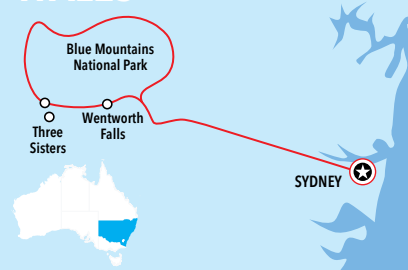 Blue Mountains
National Park
Wentworth
Falls
Three
Sisters
SYDNEY